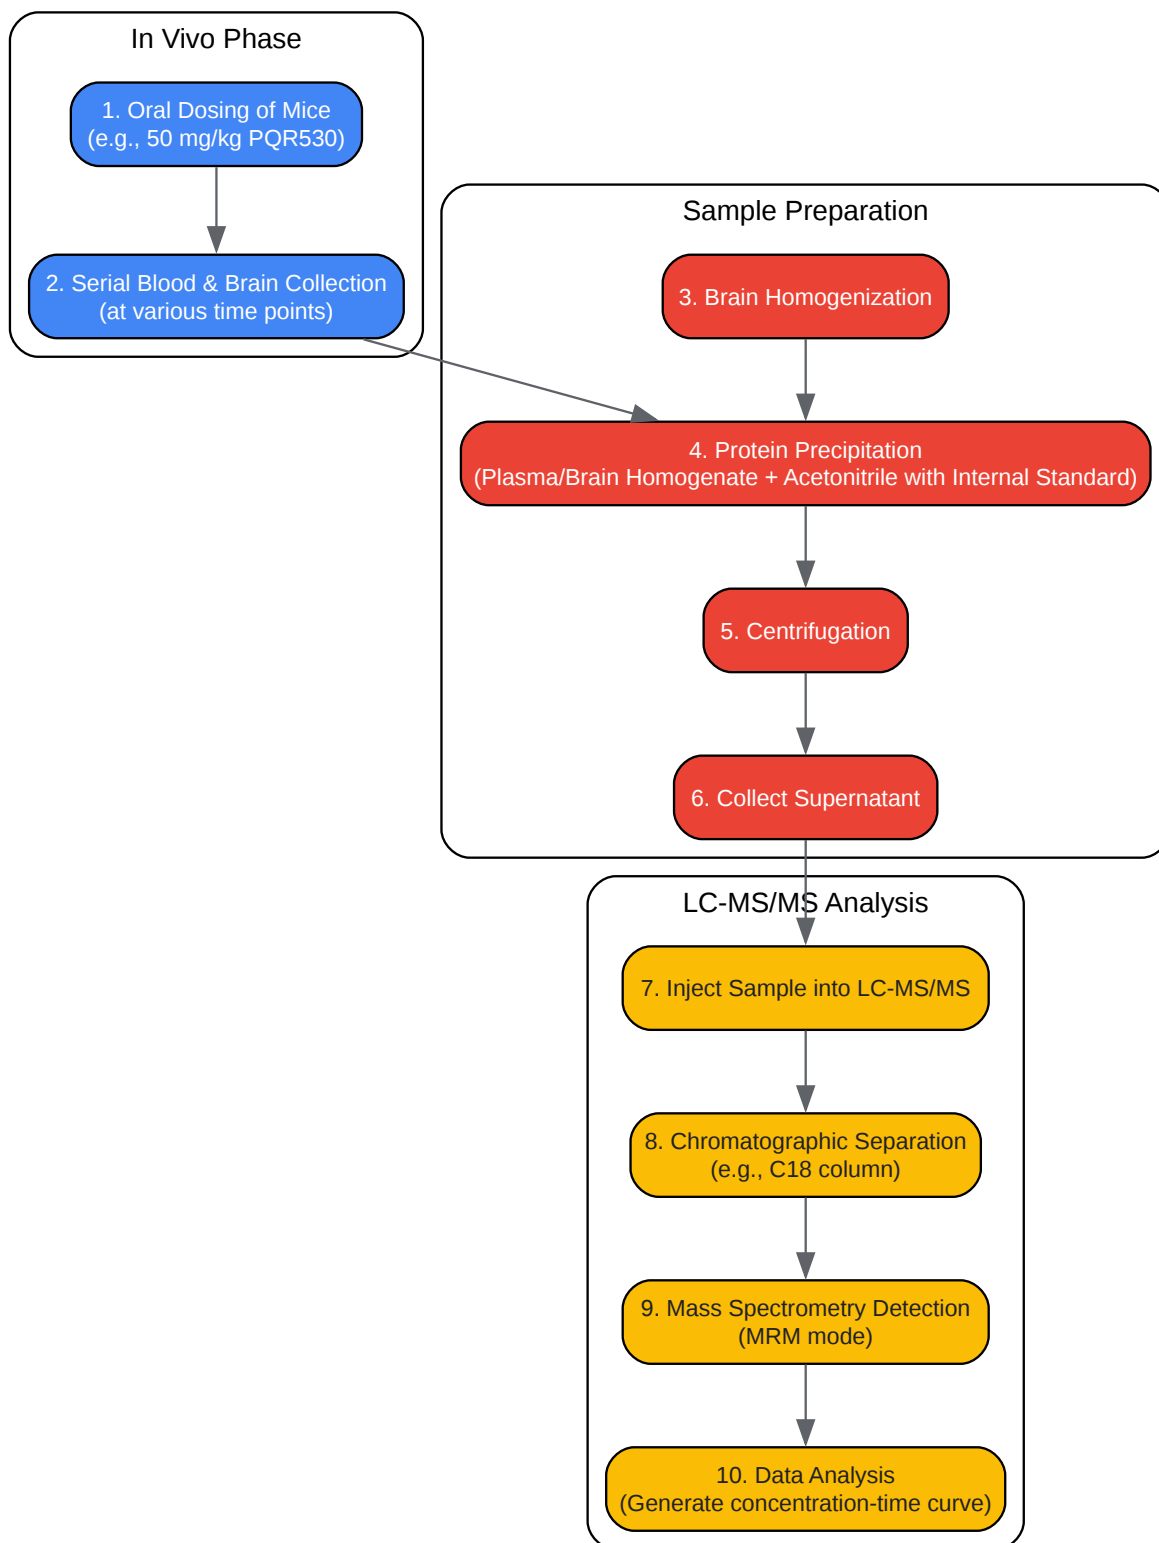 In Vivo Phase
1. Oral Dosing of Mice
(e.g., 50 mg/kg PQR530)
2. Serial Blood & Brain Collection
(at various time points)
Sample Preparation
3. Brain Homogenization
4. Protein Precipitation
(Plasma/Brain Homogenate + Acetonitrile with Internal Standard)
5. Centrifugation
6. Collect Supernatant
LC-MS/MS Analysis
7. Inject Sample into LC-MS/MS
8. Chromatographic Separation
(e.g., C18 column)
9. Mass Spectrometry Detection
(MRM mode)
10. Data Analysis
(Generate concentration-time curve)